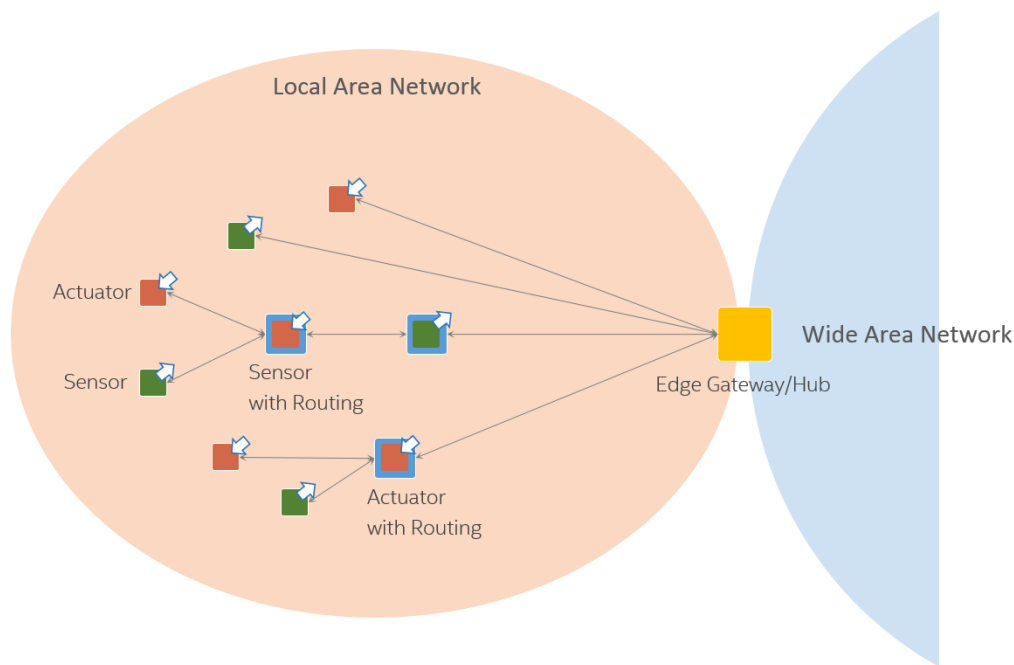 Local Area Network
Actuator
Wide Area Network
Sensor
Sensor
with Routing
Edge Gateway/Hub
Actuator
with Routing